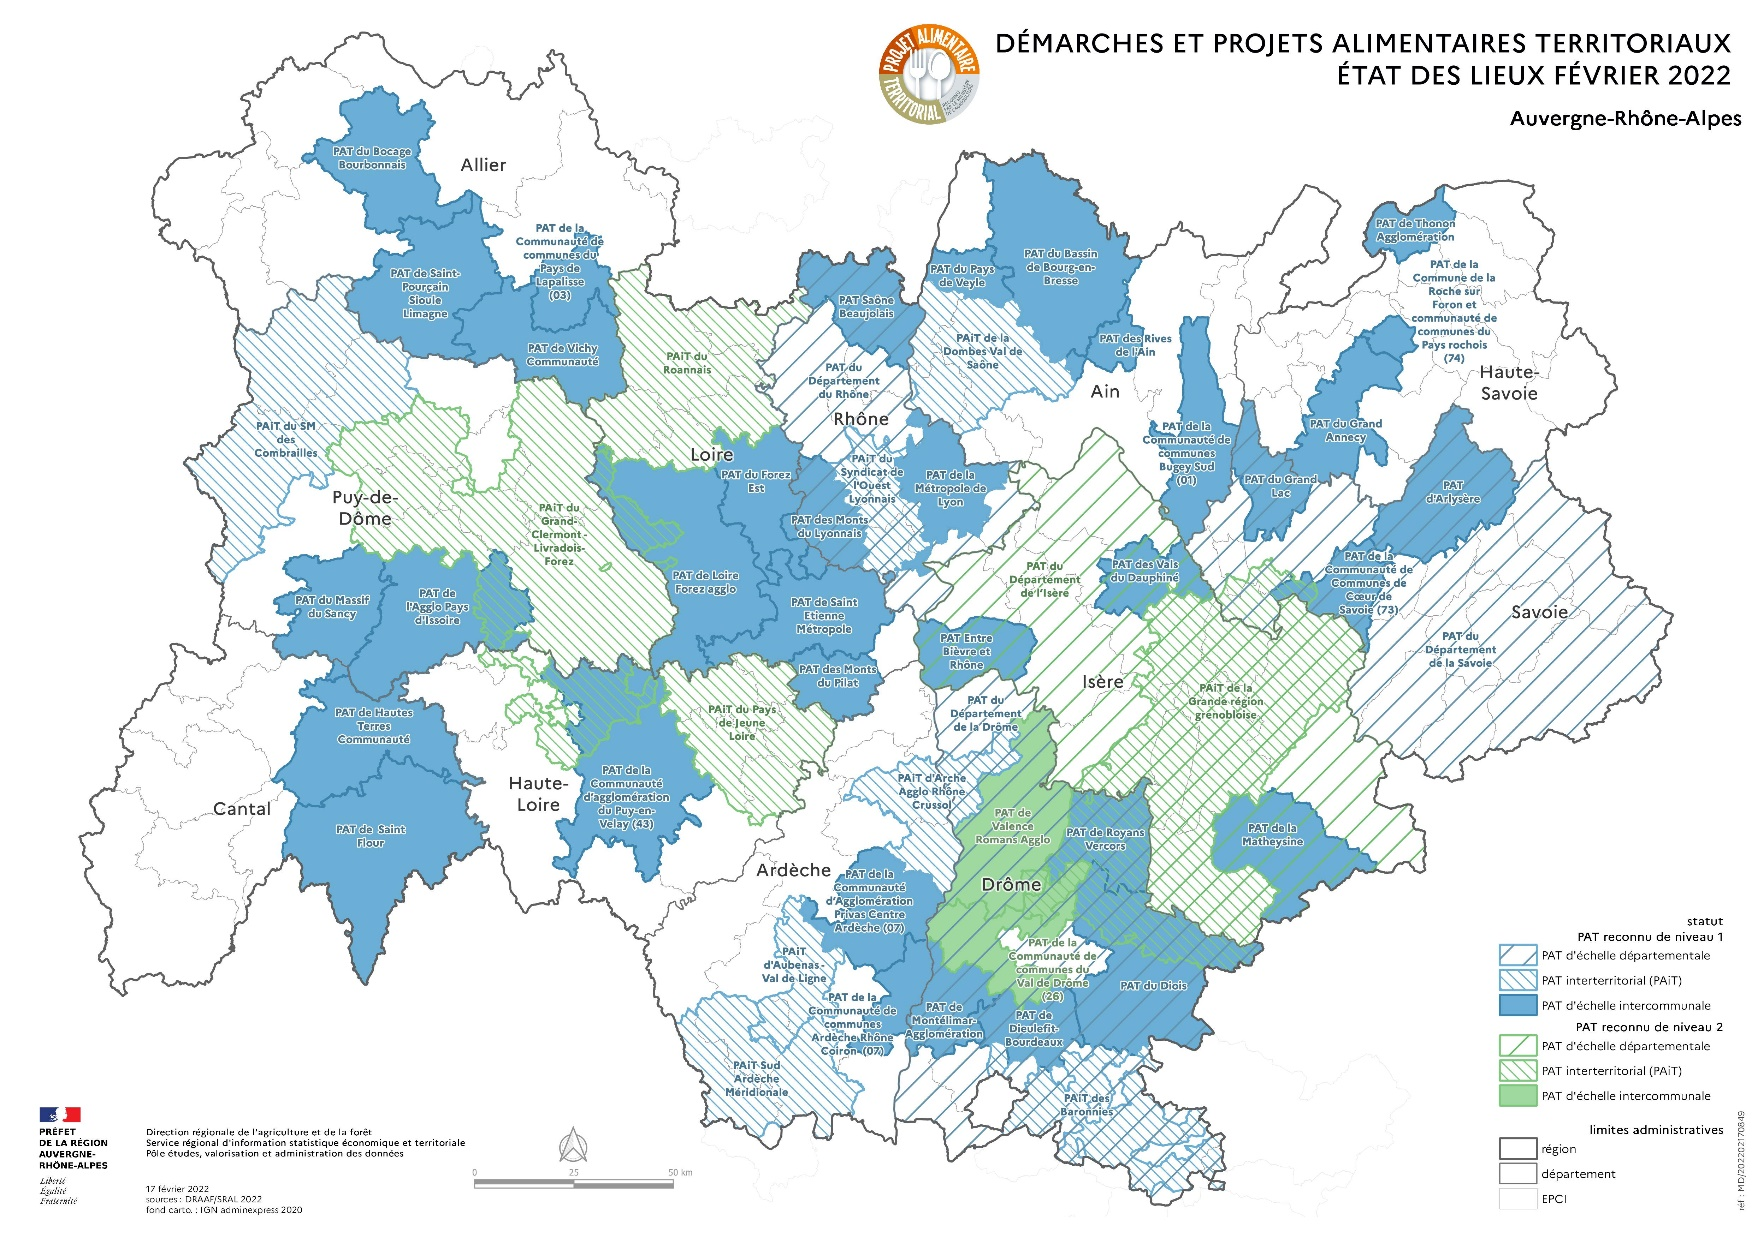 PROJET ALIMENTAIRE
TERRITORIAL
DÉMARCHES ET PROJETS ALIMENTAIRES TERRITORIAUX
ÉTAT DES LIEUX FÉVRIER 2022
Auvergne-Rhône-Alpes
PAT du Bocage
Bourbonnais
Allier
PAT de la
Communauté de
communes du
Pays de
Lapalisse
(03)
PAT de Saint-
Pourçain
Sioule
Limagne
PAT de Vichy
Communauté
PAiT du
Roannais
PAT Saône
Beaujolais
PAT du
Département
du Rhône
Rhône
PAT du Pays
de Veyle
PAT du Bassin
de Bourg-en-
Bresse
PAiT de la
Dombes Val de
Saône
PAT des Rives
de l'Ain
Ain
PAT de Thonon
Agglomération
PAT de la
Commune de la
Roche sur
Foron et
communauté de
communes du
Pays rochois
(74)
Haute-
Savoie
PAiT du SM
des
Combrailles
Puy-de-
Dôme
PAiT du
Grand-
Clermont -
Livradois-
Forez
Loire
PAT du Forez
Est
PAT des Monts
du Lyonnais
PAiT du
Syndicat de
l'Ouest
Lyonnais
PAT de la
Métropole de
Lyon
PAT de la
Communauté de
communes
Bugey Sud
(01)
PAT du Grand
Annecy
PAT du Grand
Lac
PAT
d'Arlysère
PAT du Massif
du Sancy
PAT de
l'Agglo Pays
d'Issoire
PAT de Loire
Forez agglo
PAT de Saint
Etienne
Métropole
PAT des Monts
du Pilat
PAT du
Département
de l'Isère
PAT des Vals
du Dauphiné
PAT de la
Communauté de
Communes de
Cœur de
Savoie (73)
Savoie
PAT du
Département
de la Savoie
PAT Entre
Bièvre et
Rhône
Isère
PAiT de la
Grande région
grenobloise
PAT de Hautes
Terres
Communauté
PAiT du Pays
de Jeune
Loire
PAT du
Département
de la Drôme
Cantal
PAT de Saint
Flour
Haute-
Loire
PAT de la
Communauté
d'agglomération
du Puy-en-
Velay (43)
PAiT d'Arche
Agglo Rhône
Crussol
PAT de
Valence
Romans Agglo
PAT de Royans
Vercors
PAT de la
Matheysine
Ardèche
PAT de la
Communauté
d'Agglomération
Privas Centre
Ardèche (07)
Drôme
PAiT
d'Aubenas -
Val de Ligne
PAT de la
Communauté de
communes du
Val de Drôme
(26)
PAT du Diois
PAT de la
Communauté de
communes
Ardèche Rhône
Coiron (07)
PAT de
Montélimar-
Agglomération
PAT de
Dieulefit-
Bourdeaux
PAiT Sud
Ardèche
Méridionale
PAiT des
Baronnies
statut
PAT reconnu de niveau 1
PAT d'échelle départementale
PAT interterritorial (PAiT)
PAT d'échelle intercommunale
PAT reconnu de niveau 2
PAT d'échelle départementale
PAT interterritorial (PAiT)
PAT d'échelle intercommunale
limites administratives
région
département
EPCI
PRÉFET
DE LA RÉGION
AUVERGNE-
RHÔNE-ALPES
Liberté
Égalité
Fraternité
Direction régionale de l'agriculture et de la forêt
Service régional d'information statistique économique et territoriale
Pôle études, valorisation et administration des données
17 février 2022
sources : DRAAF/SRAL 2022
fond carto. : IGN adminexpress 2020
0 25 50 km
réf : MD/202202170849